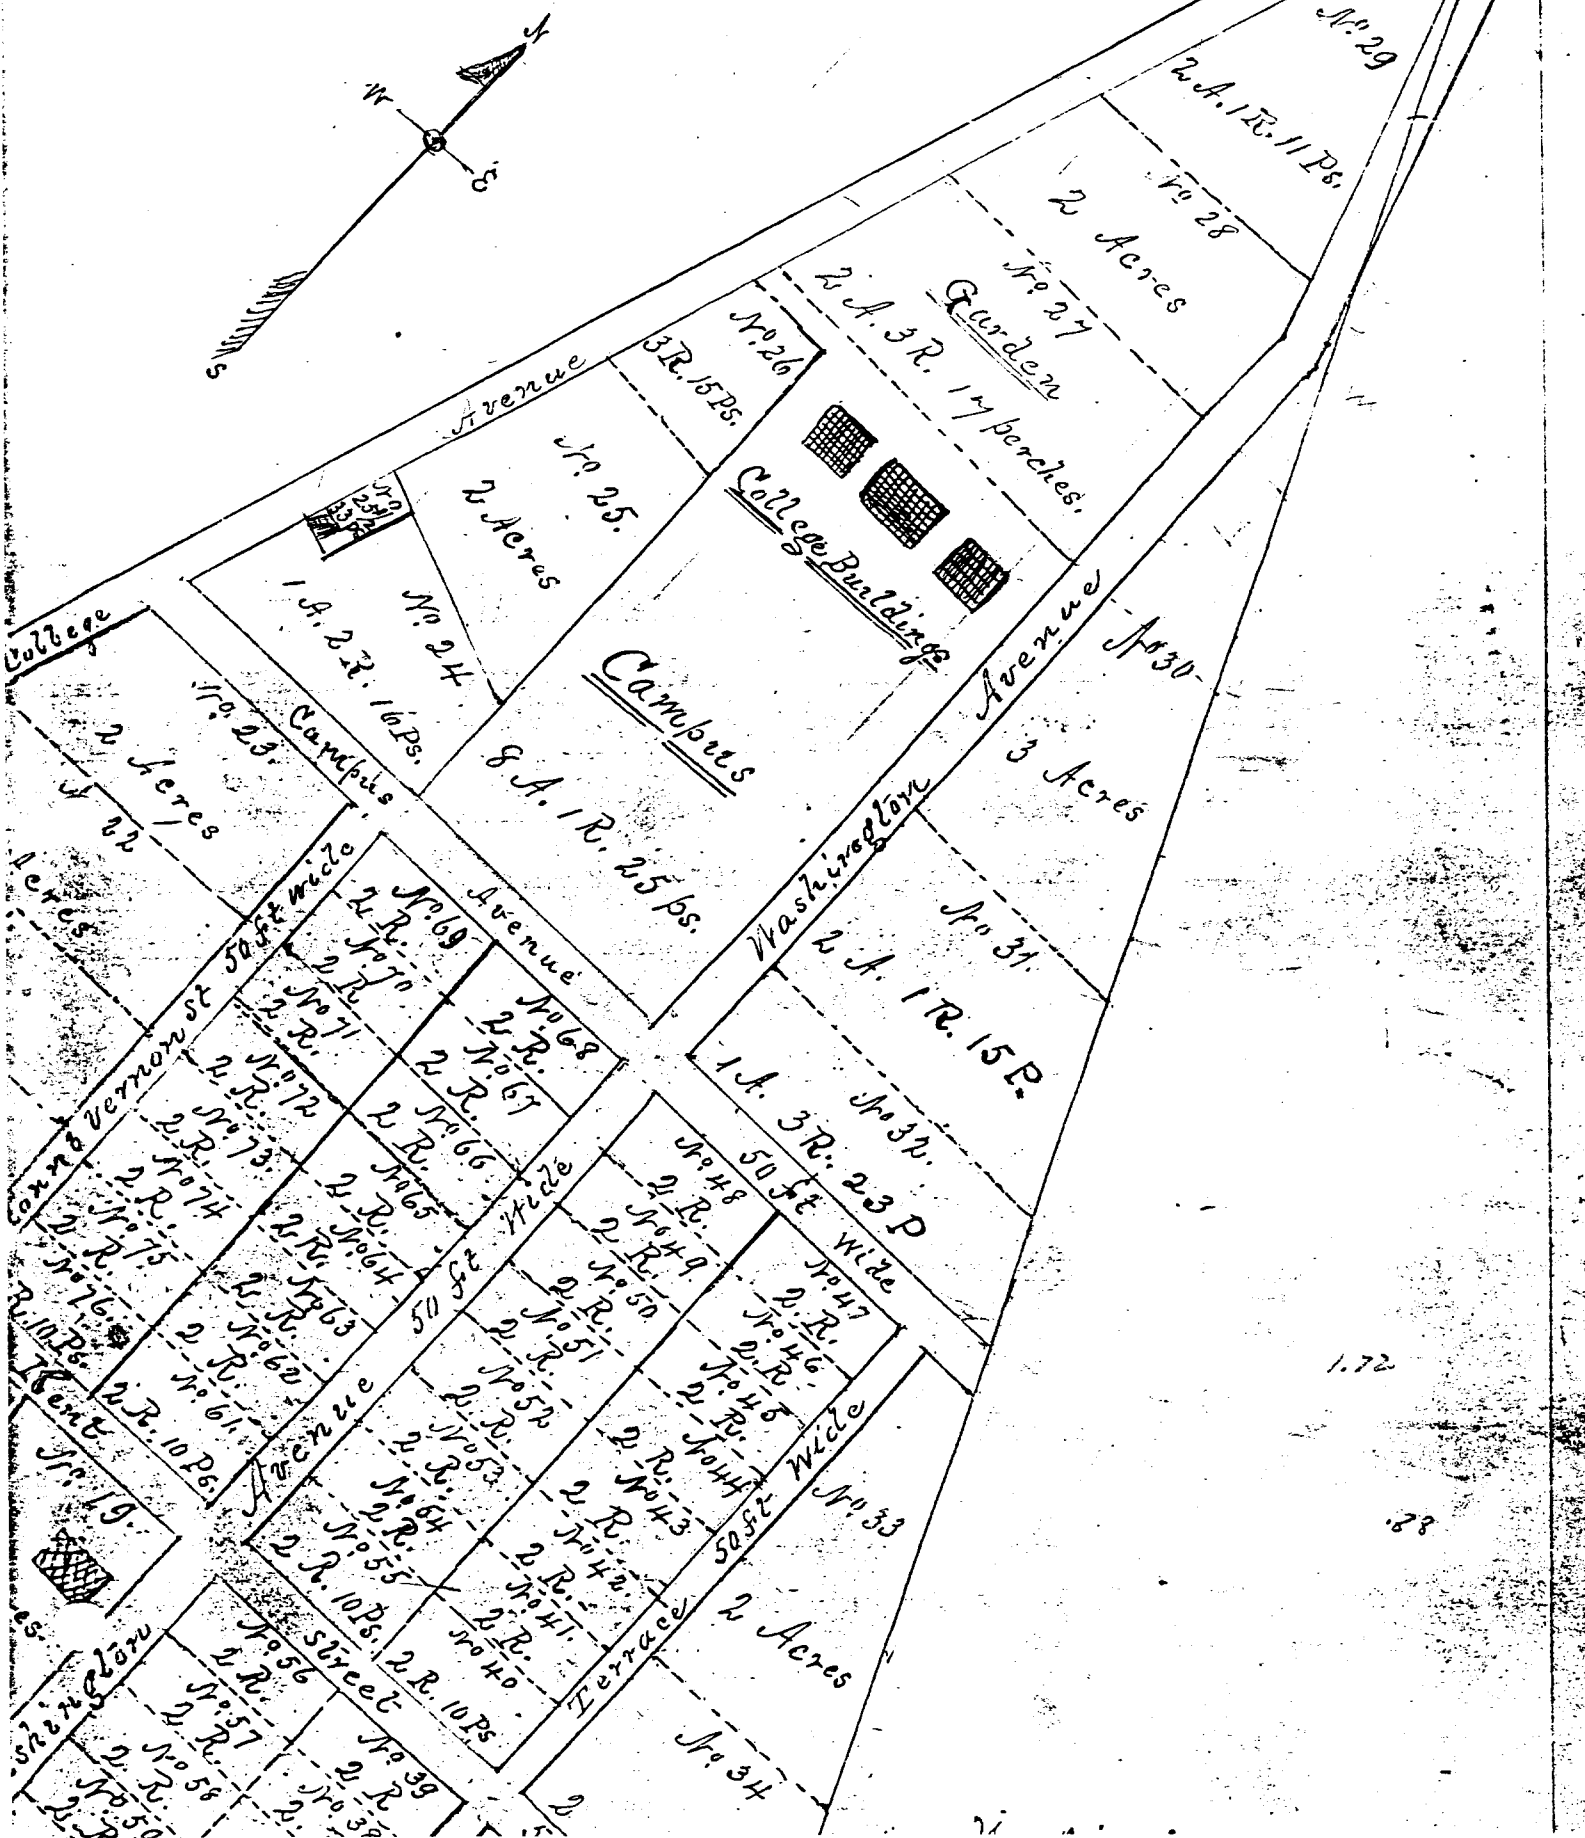 N
W
E
S
No 29
2 A. 1 R. 11 Ps.
No 28
2 Acres
No 27
Garden
2 A. 3 R. 17 perches.
No. 26
3 R. 15 Ps.
Avenue
No 25.
2 Acres
College Buildings
No. 24
1 A. 2 R. 16 Ps.
Campus
8 A. 1 R. 25 ps.
College
No. 23.
2 Acres
22
Acres
Campus
Avenue
50 ft wide
Washington
Avenue
No 30
3 Acres
No 31.
2 A. 1 R. 15 P.
No 32.
1 A. 3 R. 23 P
50 ft wide
Vernon st
No. 69
2 R.
No. 70
2 R.
No 71
2 R.
No 72
2 R.
No 73.
2 R.
No 74
2 R.
No. 75
2 R.
No 76.
R. 10 Ps.
No. 68
2 R.
No 67
2 R.
No. 66
2 R.
No 65
2 R.
No. 64
2 R.
No 63
2 R.
No 62
2 R.
No. 61.
2 R. 10 Ps.
Avenue
50 ft Wide
No. 48
2 R.
No. 49
2 R.
No. 50
2 R.
No 51
2 R.
No 52
2 R.
No 53
2 R.
No. 54
2 R.
No. 55
2 R. 10 Ps.
No. 47
2 R.
No. 46
2 R.
No 45
2 R.
No 44
2 R.
No 43
2 R.
No 42.
2 R.
No. 41.
2 R.
No 40
2 R. 10 Ps
Terrace
50 ft Wide
No. 33
2 Acres
No. 34
2
Kent
street
No. 19.
es.
shington
No. 56
2 R.
No. 57
2 R.
No 58
2 R.
No 59
2 R
No 39
2 R
No. 38
2.
1.72
.28